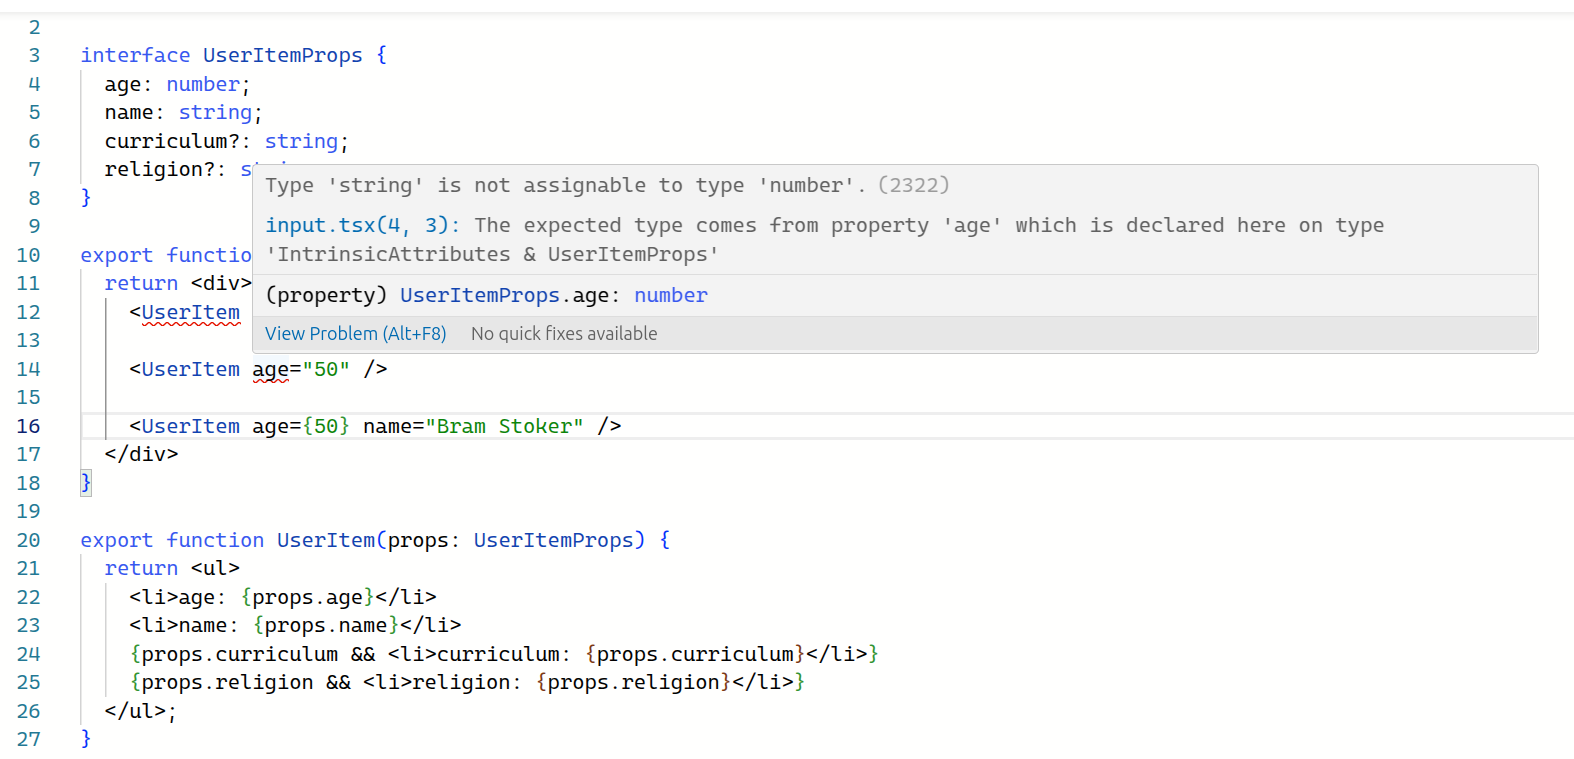 2
3 interface UserItemProps {
4 age: number;
5 name: string;
6 curriculum?: string;
7 religion?:
Type 'string' is not assignable to type 'number'. (2322)
8 }
9
input.tsx(4, 3): The expected type comes from property 'age' which is declared here on type
'IntrinsicAttributes & UserItemProps'
10 export functio
11 return <div>
(property) UserItemProps.age: number
12 <UserItem
13
View Problem (Alt+F8) No quick fixes available
14 <UserItem age="50" />
15
16 <UserItem age={50} name="Bram Stoker" />
17 </div>
18 }
19
20 export function UserItem(props: UserItemProps) {
21 return <ul>
22 <li>age: {props.age}</li>
23 <li>name: {props.name}</li>
24 {props.curriculum && <li>curriculum: {props.curriculum}</li>}
25 {props.religion && <li>religion: {props.religion}</li>}
26 </ul>;
27 }